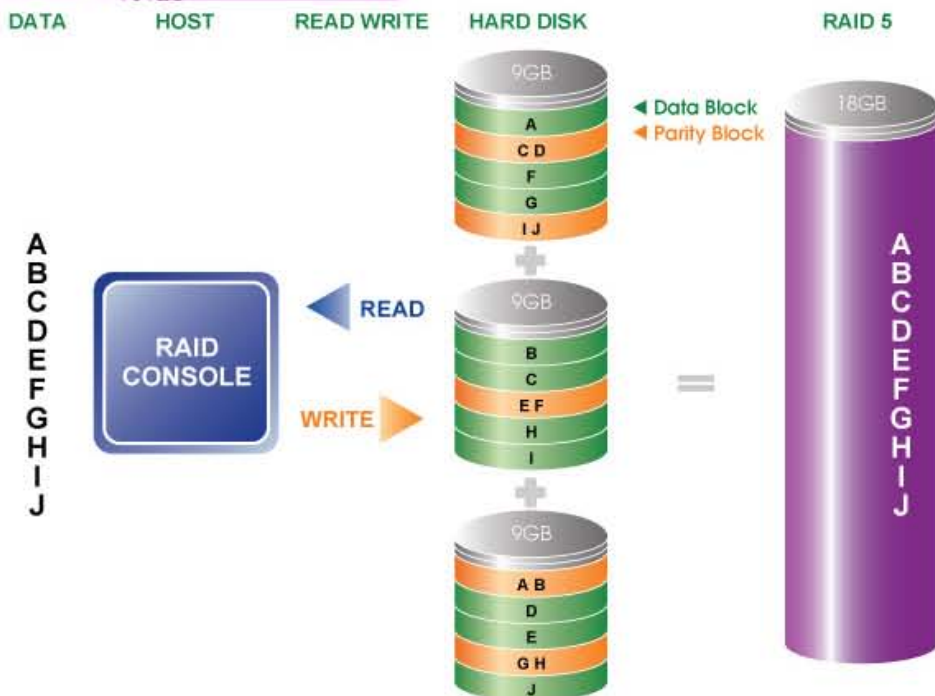 DATA HOST READ WRITE HARD DISK RAID 5
9GB
A
C D
F
G
I J
Data Block
Parity Block
18GB
A
B
C
D
E
F
G
H
I
J
RAID
CONSOLE
READ
WRITE
9GB
B
C
E F
H
I
9GB
A B
D
E
G H
J
A
B
C
D
E
F
G
H
I
J